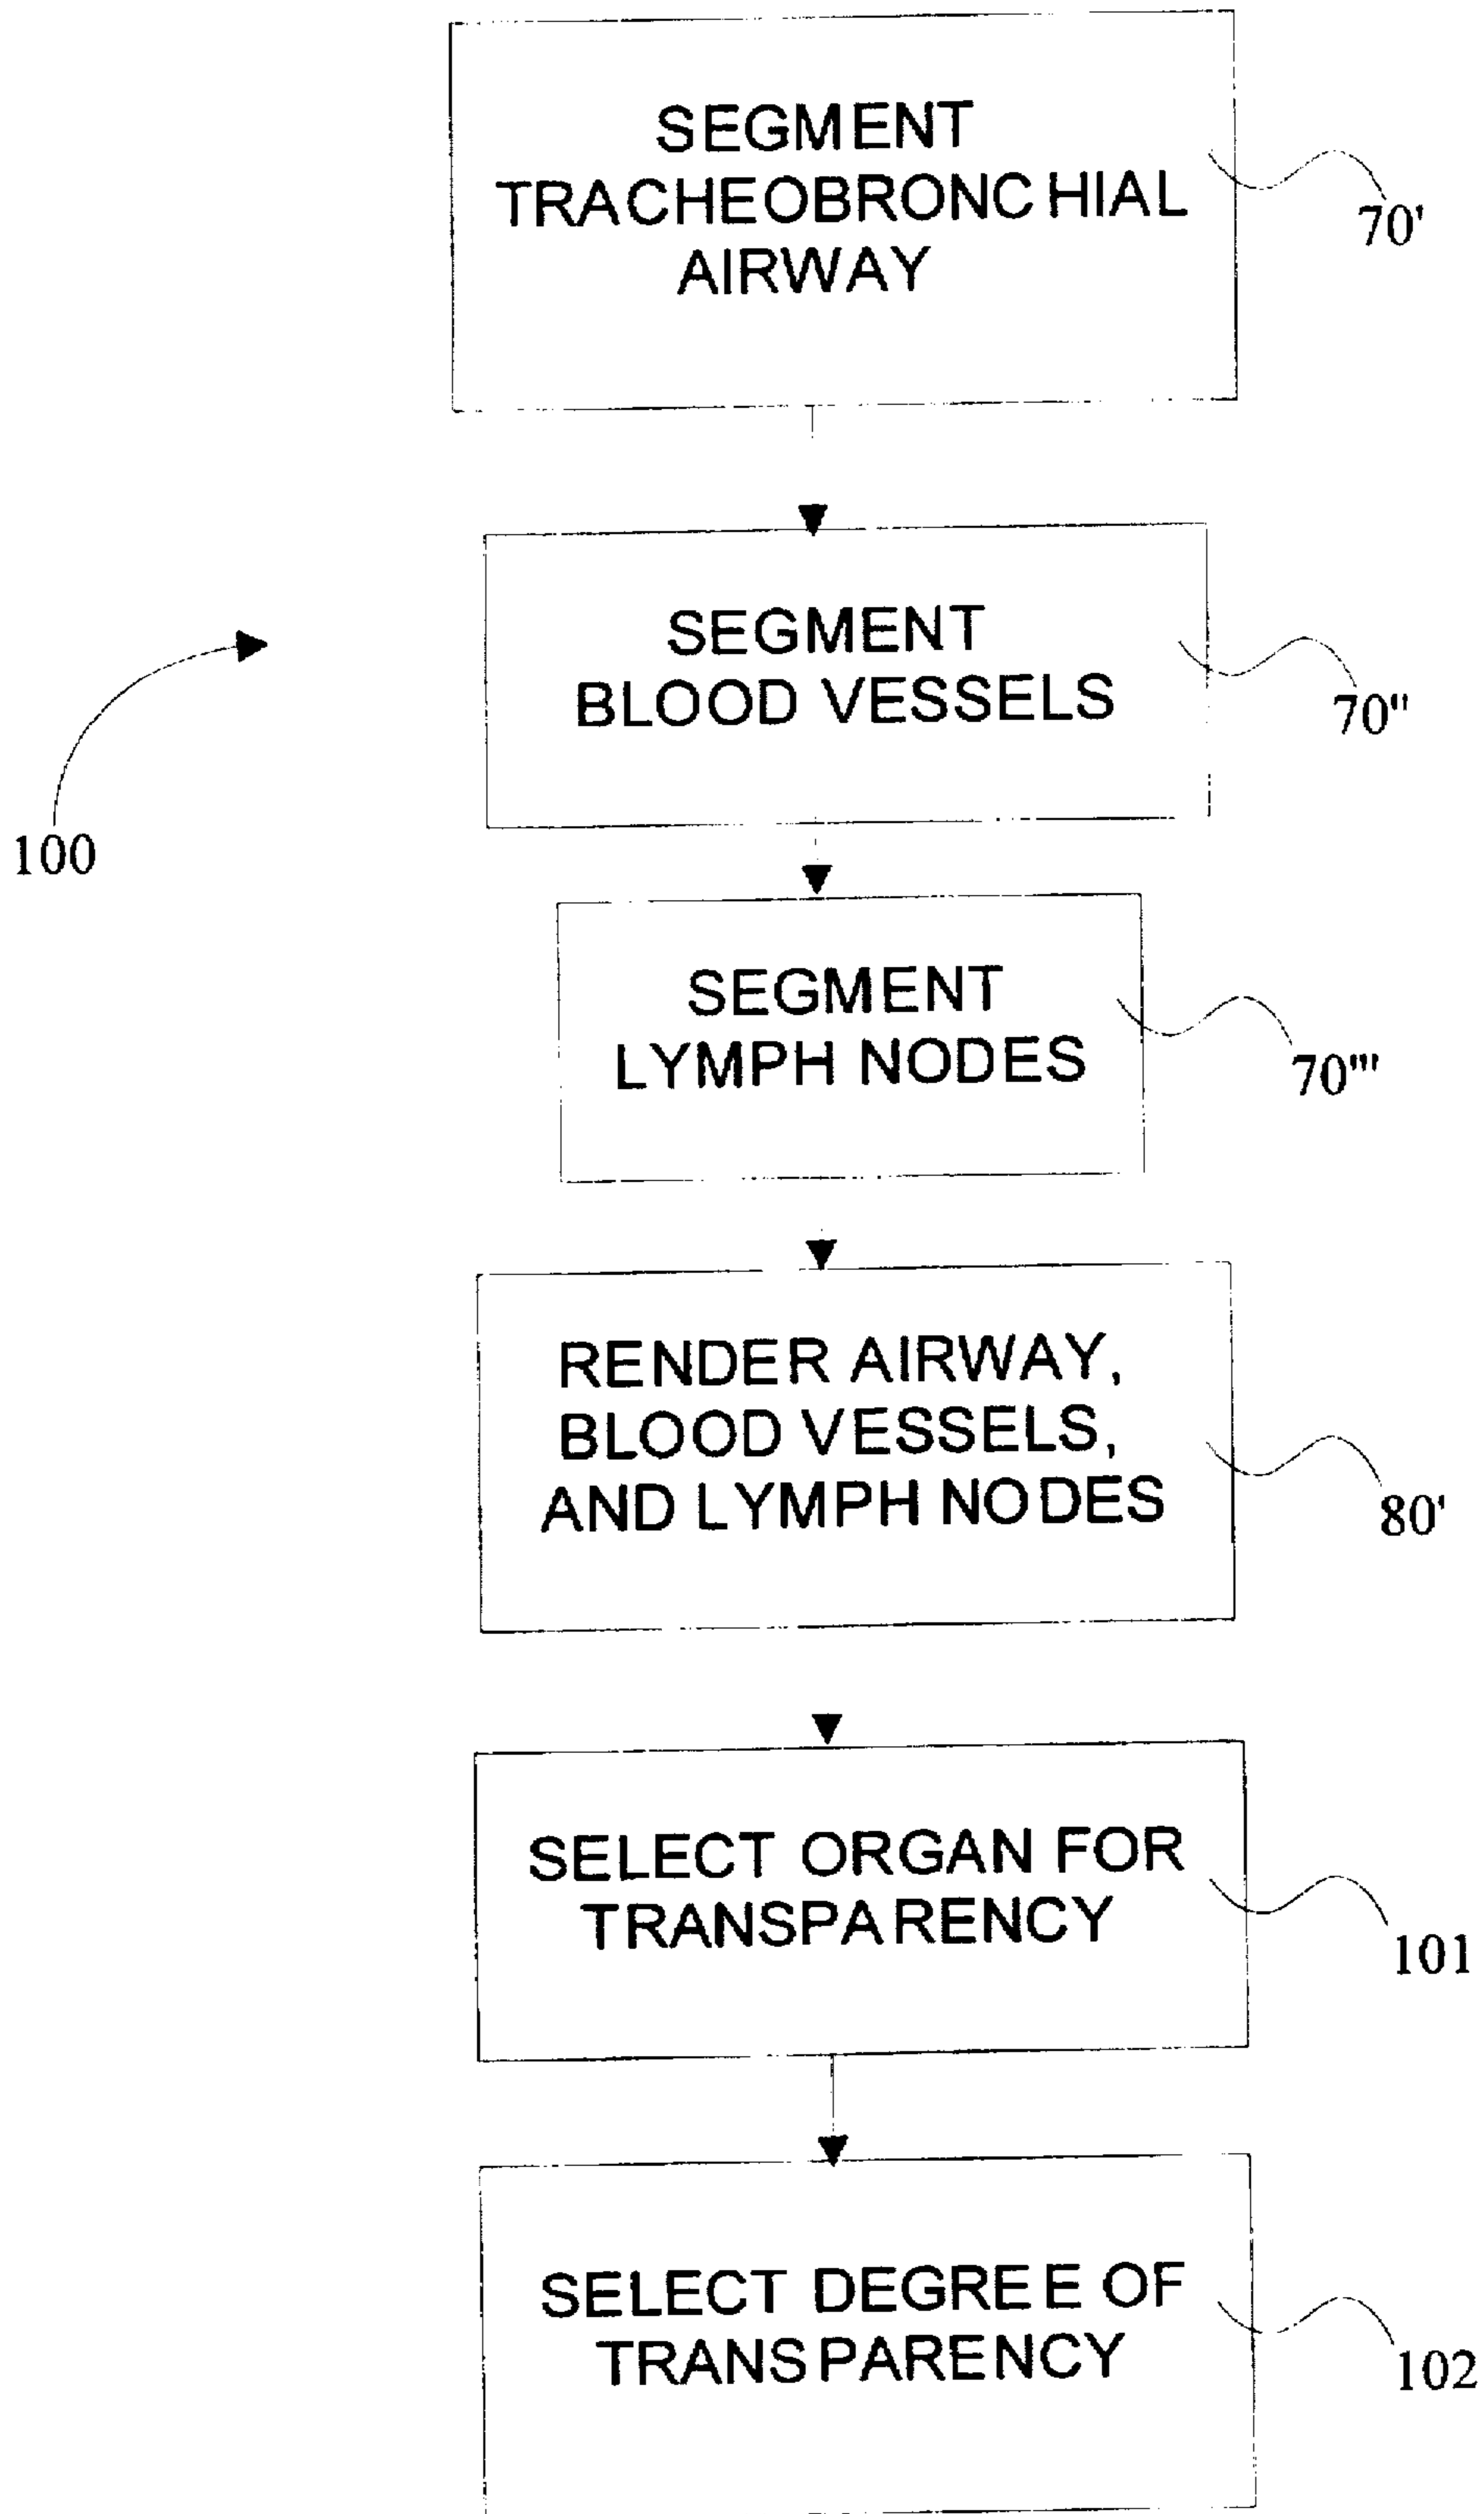 SEGMENT
TRACHEOBRONCHIAL
AIRWAY
70'
SEGMENT
BLOOD VESSELS
70"
100
SEGMENT
LYMPH NODES
70'"
RENDER AIRWAY,
BLOOD VESSELS,
AND LYMPH NODES
80'
SELECT ORGAN FOR
TRANSPARENCY
101
SELECT DEGREE OF
TRANSPARENCY
102